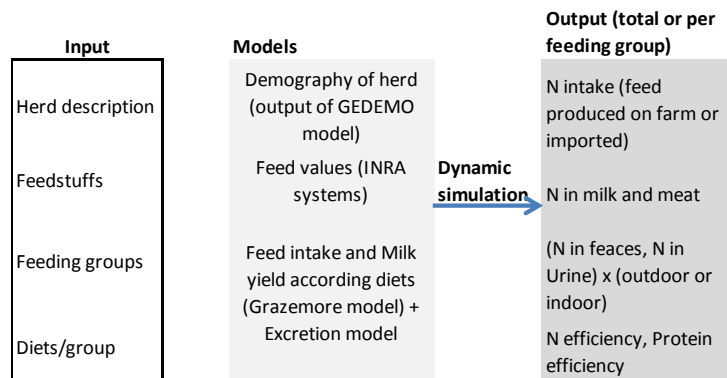 Input
Herd description
Feedstuffs
Feeding groups
Diets/group
Models
Demography of herd
(output of GEDEMO
model)
Feed values (INRA
systems)
Feed intake and Milk
yield according diets
(Grazemore model) +
Excretion model
Dynamic
simulation
Output (total or per
feeding group)
N intake (feed
produced on farm or
imported)
N in milk and meat
(N in feaces, N in
Urine) x (outdoor or
indoor)
N efficiency, Protein
efficiency